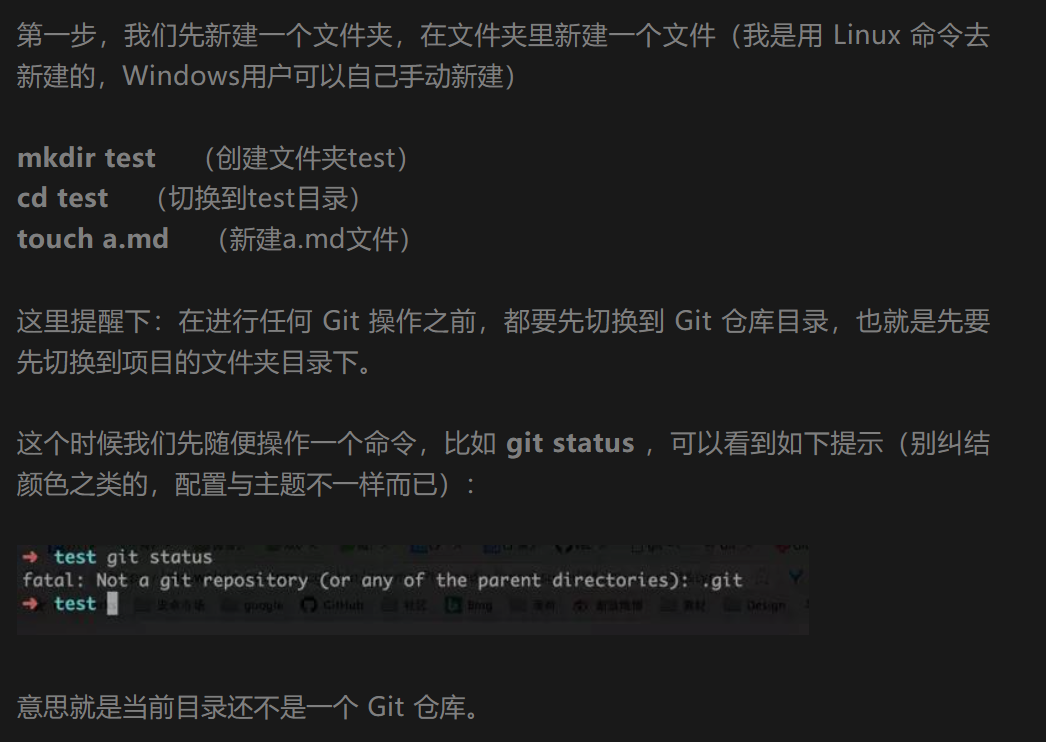 第一步，我们先新建一个文件夹，在文件夹里新建一个文件（我是用 Linux 命令去
新建的，Windows用户可以自己手动新建）
mkdir test （创建文件夹test）
cd test （切换到test目录）
touch a.md （新建a.md文件）
这里提醒下：在进行任何 Git 操作之前，都要先切换到 Git 仓库目录，也就是先要
先切换到项目的文件夹目录下。
这个时候我们先随便操作一个命令，比如 git status ，可以看到如下提示（别纠结
颜色之类的，配置与主题不一样而已）：
➜ test git status
fatal: Not a git repository (or any of the parent directories): .git
➜ test
google GitHub Bing Design
意思就是当前目录还不是一个 Git 仓库。